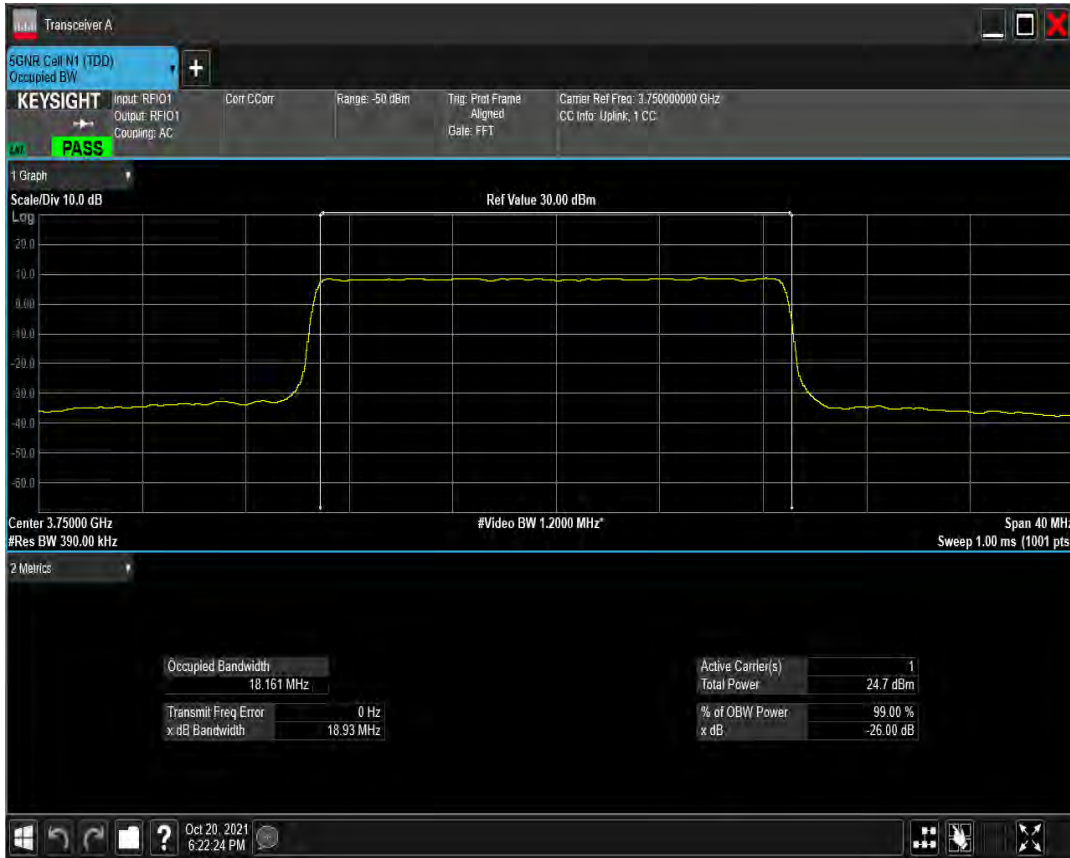 Transceiver A
5GNR Cell N1 (TDD)
Occupied BW
+
KEYSIGHT
Input: RFIO1
Output: RFIO1
Coupling: AC
Corr CCorr
Range: -50 dBm
Trig: Prot Frame
Aligned
Gate: FFT
Carrier Ref Freq: 3.750000000 GHz
CC Info: Uplink, 1 CC
PASS
1 Graph
Scale/Div 10.0 dB
Ref Value 30.00 dBm
Log
20.0
10.0
0.00
-10.0
-20.0
-30.0
-40.0
-50.0
-60.0
Center 3.75000 GHz
#Video BW 1.2000 MHz*
Span 40 MHz
#Res BW 390.00 kHz
Sweep 1.00 ms (1001 pts
2 Metrics
Occupied Bandwidth
18.161 MHz
Transmit Freq Error 0 Hz
x dB Bandwidth 18.93 MHz
Active Carrier(s) 1
Total Power 24.7 dBm
% of OBW Power 99.00 %
x dB -26.00 dB
?
Oct 20, 2021
6:22:24 PM